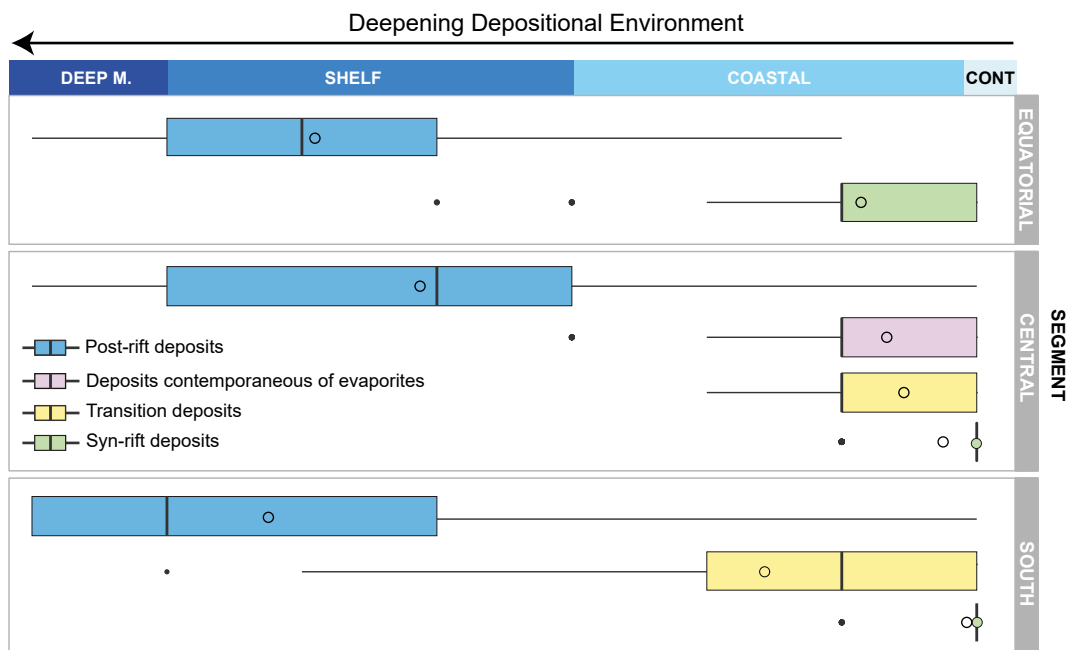 Deepening Depositional Environment
DEEP M.
SHELF
COASTAL
CONT
EQUATORIAL
CENTRAL
SEGMENT
Post-rift deposits
Deposits contemporaneous of evaporites
Transition deposits
Syn-rift deposits
SOUTH